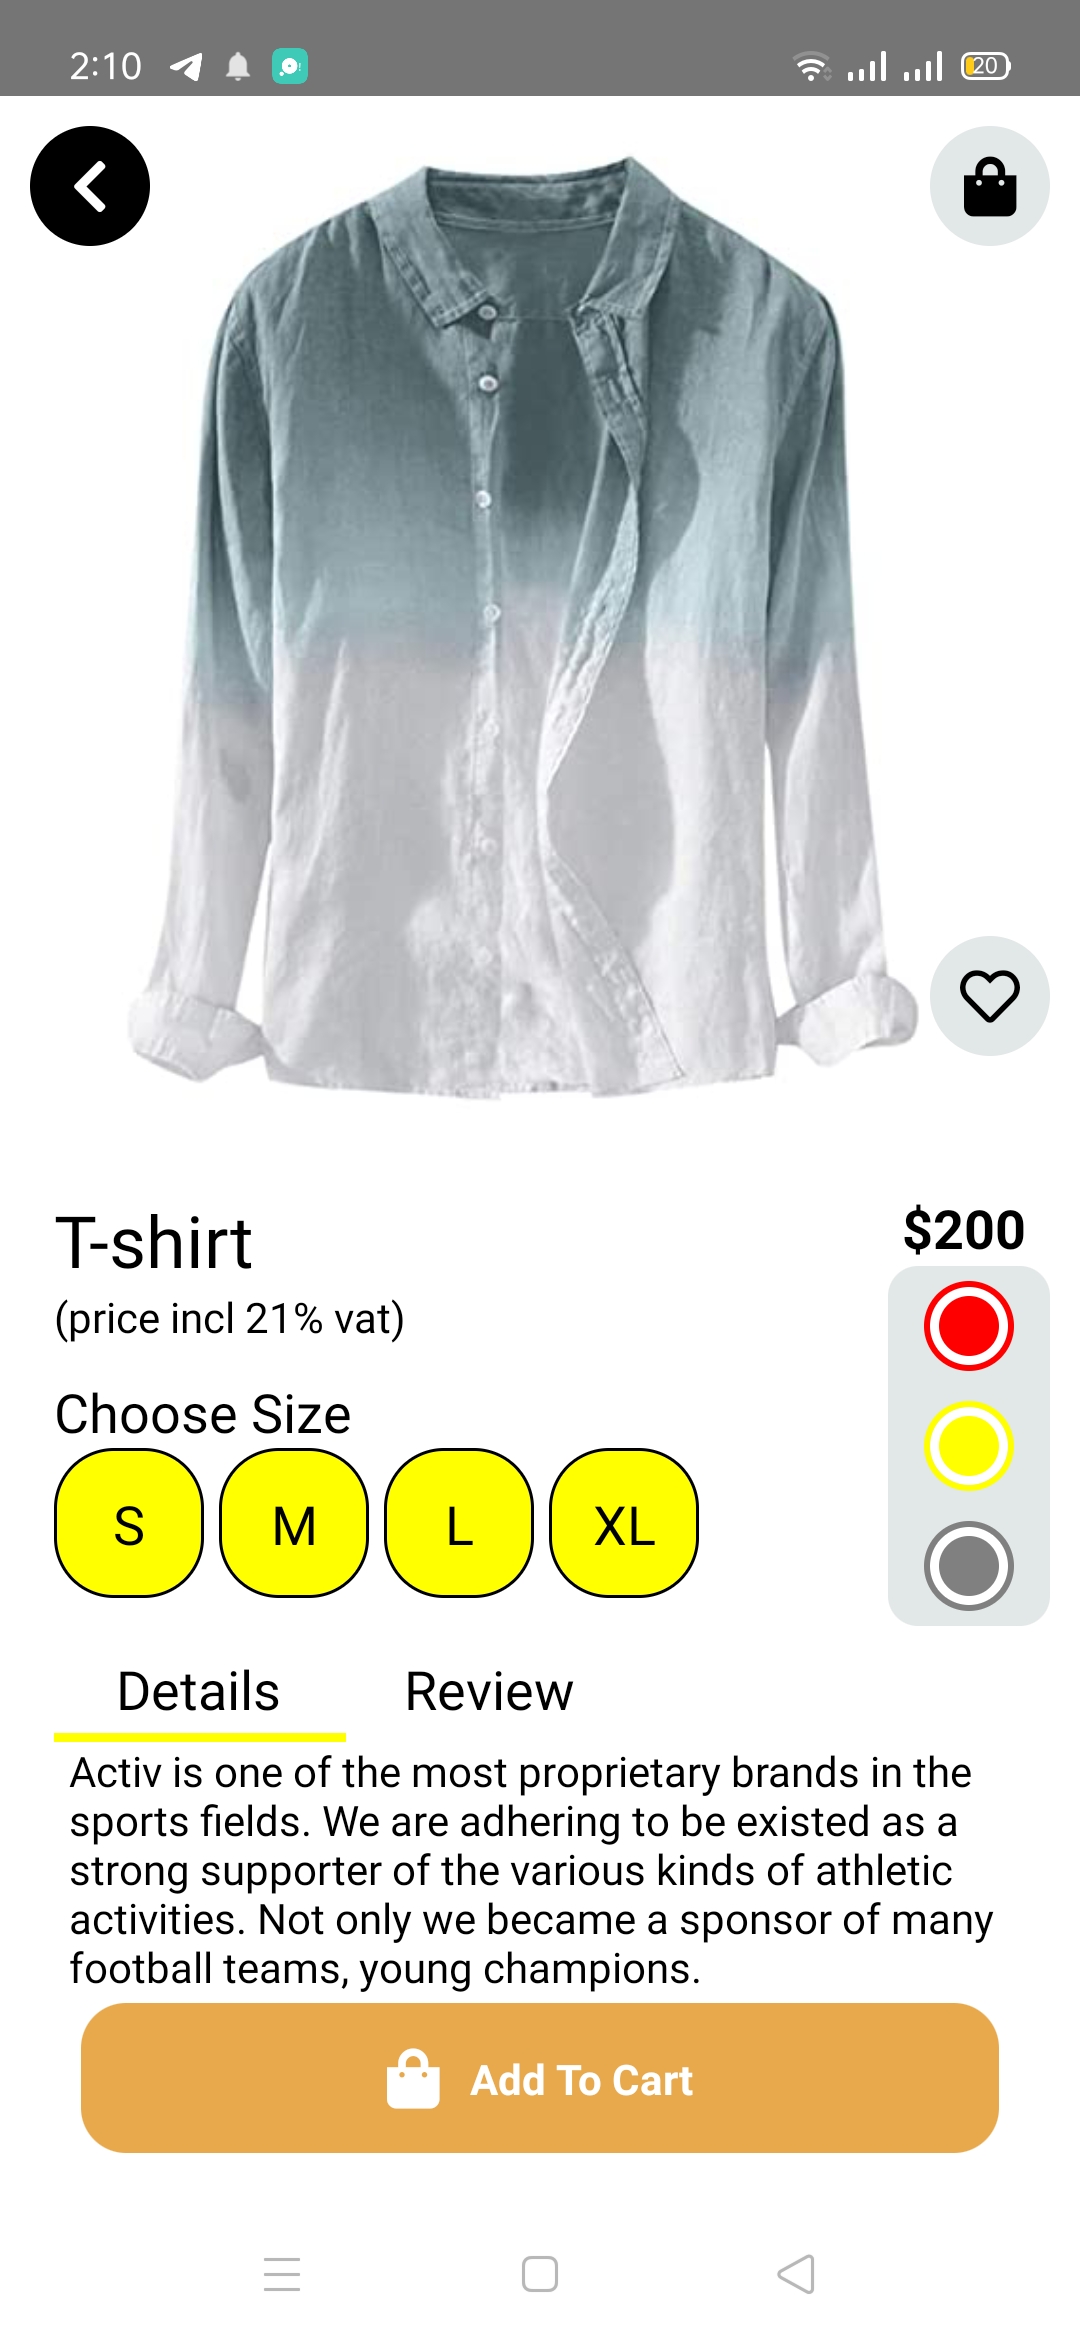 2:10
20
T-shirt
$200
(price incl 21% vat)
Choose Size
S M L XL
Details Review
Activ is one of the most proprietary brands in the
sports fields. We are adhering to be existed as a
strong supporter of the various kinds of athletic
activities. Not only we became a sponsor of many
football teams, young champions.
Add To Cart